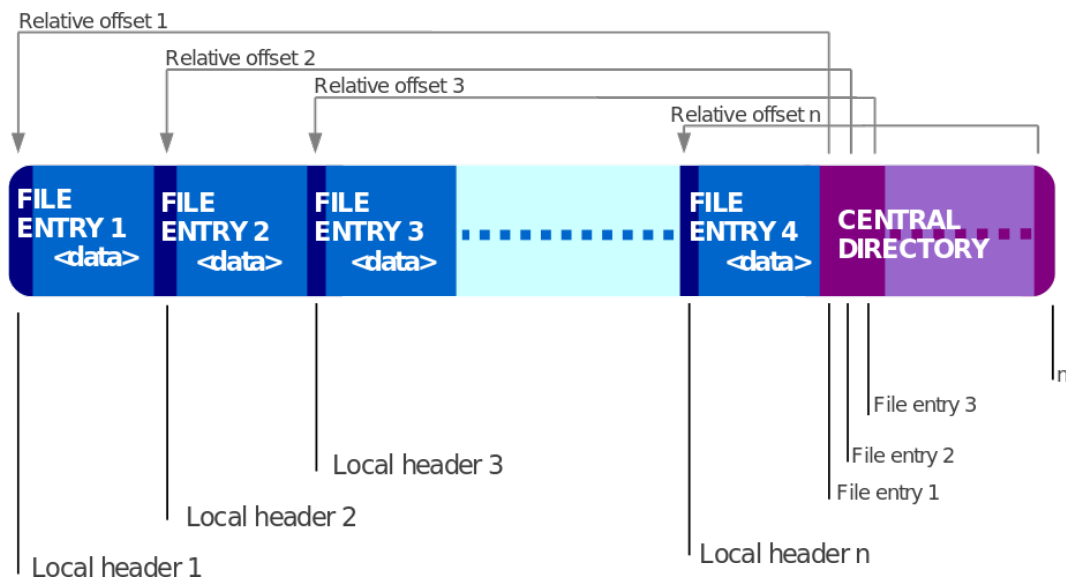 Relative offset 1
Relative offset 2
Relative offset 3
Relative offset n
FILE
ENTRY 1
<data>
FILE
ENTRY 2
<data>
FILE
ENTRY 3
<data>
FILE
ENTRY 4
<data>
CENTRAL
DIRECTORY
n
File entry 3
File entry 2
File entry 1
Local header 3
Local header 2
Local header n
Local header 1